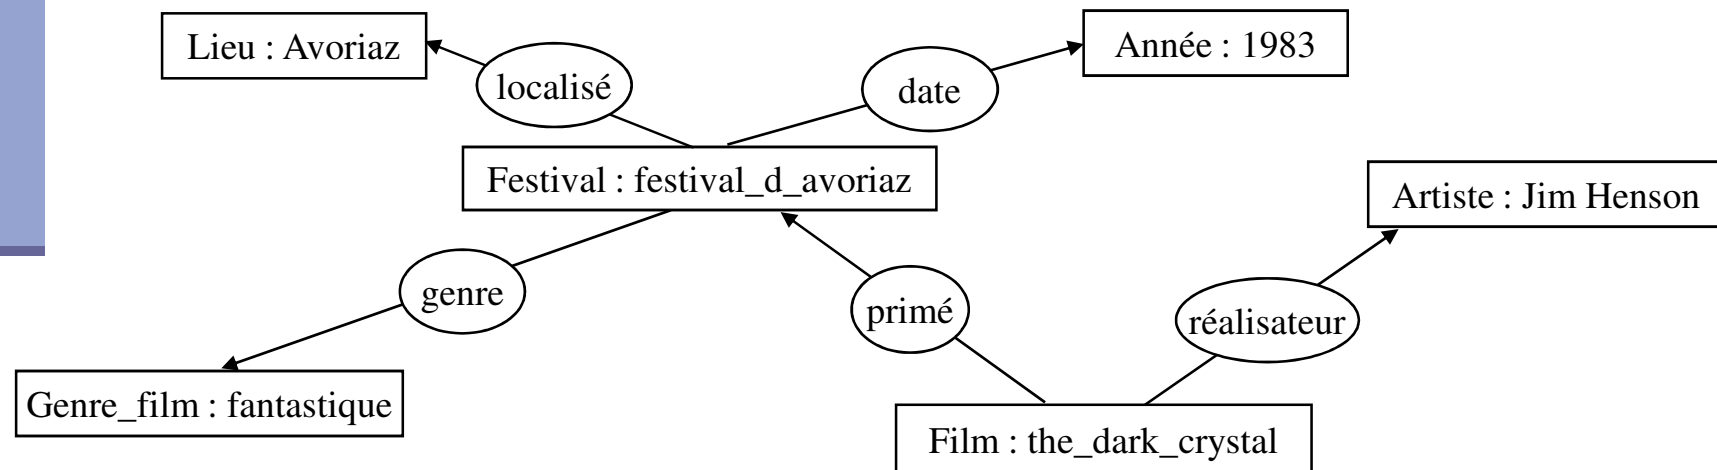 Lieu : Avoriaz
Année : 1983
localisé
date
Festival : festival_d_avoriaz
Artiste : Jim Henson
genre
primé
réalisateur
Genre_film : fantastique
Film : the_dark_crystal